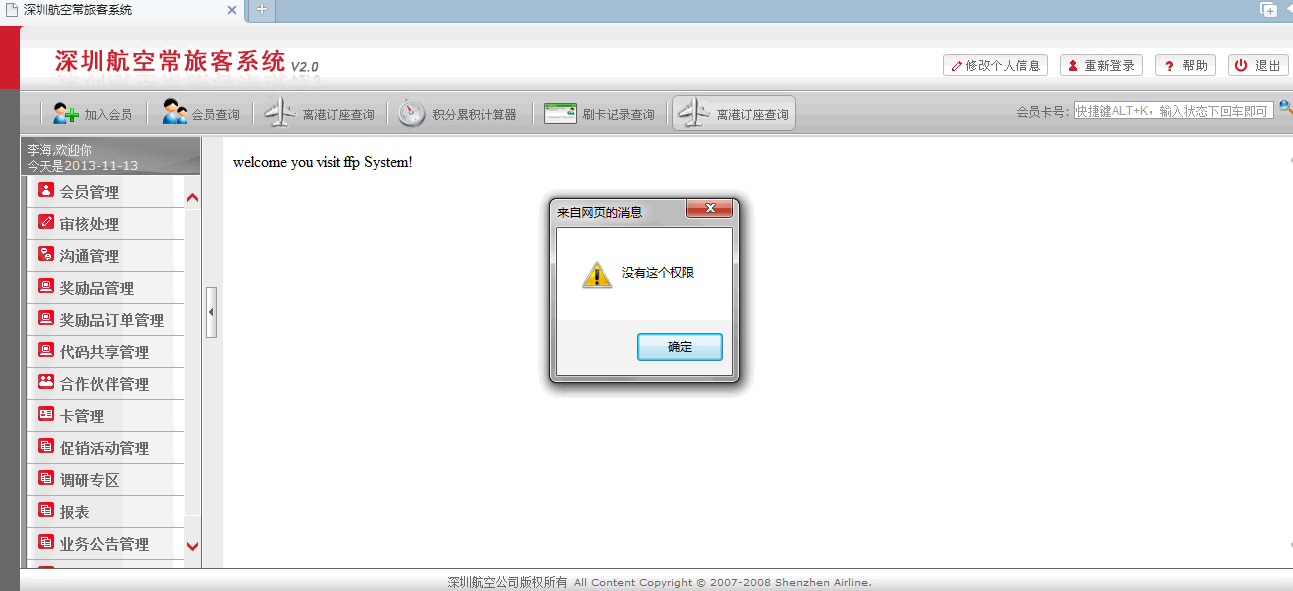 深圳航空常旅客系统
深圳航空常旅客系统 V2.0
修改个人信息 重新登录 帮助 退出
加入会员 会员查询 离港订座查询 积分累积计算器 刷卡记录查询 离港订座查询 会员卡号: 快捷键ALT+K，输入状态下回车即可
李海,欢迎你
今天是2013-11-13
welcome you visit ffp System!
会员管理
审核处理
沟通管理
奖励品管理
奖励品订单管理
代码共享管理
合作伙伴管理
卡管理
促销活动管理
调研专区
报表
业务公告管理
来自网页的消息
没有这个权限
确定
深圳航空公司版权所有 All Content Copyright © 2007-2008 Shenzhen Airline.